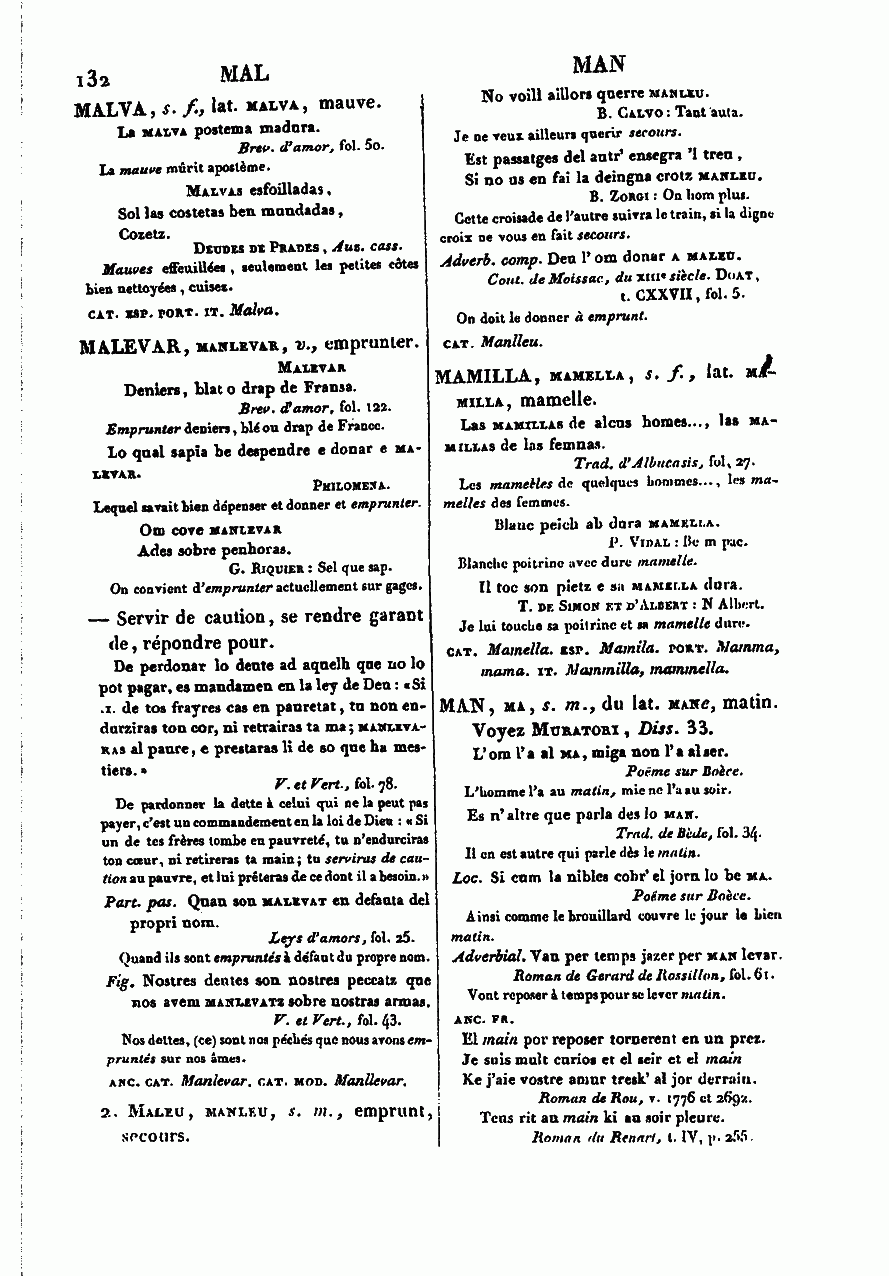 132
MAL
MAN
MALVA, s. f., lat. MALVA, mauve.
La MALVA postema madura.
Brev. d'amor, fol. 50.
La mauve mûrit apostème.
MALVAS esfoilladas,
Sol las costetas ben mundadas,
Cozetz.
DEUDES DE PRADES, Aus. cass.
Mauves effeuillées, seulement les petites côtes
bien nettoyées, cuisez.
CAT. ESP. PORT. IT. Malva.
MALEVAR, MANLEVAR, v., emprunter.
MALEVAR
Deniers, blat o drap de Fransa.
Brev. d'amor, fol. 122.
Emprunter deniers, blé ou drap de France.
Lo qual sapia be despendre e donar e MA-
LEVAR.
PHILOMENA.
Lequel savait bien dépenser et donner et emprunter.
Om cove MANLEVAR
Ades sobre penhoras.
G. RIQUIER : Sel que sap.
On convient d'emprunter actuellement sur gages.
— Servir de caution, se rendre garant
de, répondre pour.
De perdonar lo deute ad aquelh que no lo
pot pagar, es mandamen en la ley de Deu : «Si
.I. de tos frayres cas en pauretat, tu non en-
durziras ton cor, ni retrairas ta ma; MANLEVA-
RAS al paure, e prestaras li de so que ha mes-
tiers.»
V. et Vert., fol. 78.
De pardonner la dette à celui qui ne la peut pas
payer, c'est un commandement en la loi de Dieu : « Si
un de tes frères tombe en pauvreté, tu n'endurciras
ton cœur, ni retireras ta main; tu serviras de cau-
tion au pauvre, et lui prêteras de ce dont il a besoin.»
Part. pas. Quan son MALEVAT en defauta del
propri nom.
Leys d'amors, fol. 25.
Quand ils sont empruntés à défaut du propre nom.
Fig. Nostres deutes son nostres peccatz que
nos avem MANLEVATZ sobre nostras armas.
V. et Vert., fol. 43.
Nos dettes, (ce) sont nos péchés que nous avons em-
pruntés sur nos âmes.
ANC. CAT. Manlevar. CAT. MOD. Manllevar.
2. MALEU, MANLEU, s. m., emprunt,
secours.
No voill aillors querre MANLEU.
B. CALVO : Tant auta.
Je ne veux ailleurs querir secours.
Est passatges del autr' ensegra 'l tren,
Si no us en fai la deingna crotz MANLEU.
B. ZORGI : On hom plus.
Cette croisade de l'autre suivra le train, si la digne
croix ne vous en fait secours.
Adverb. comp. Deu l' om donar A MALEU.
Cout. de Moissac, du XIIIe siècle. DOAT,
t. CXXVII, fol. 5.
On doit le donner à emprunt.
CAT. Manlleu.
MAMILLA, MAMELLA, s. f., lat. MA-
MILLA, mamelle.
Las MAMILLAS de alcus homes..., las MA-
MILLAS de las femnas.
Trad. d'Albucasis, fol. 27.
Les mamelles de quelques hommes..., les ma-
melles des femmes.
Blanc peich ab dura MAMELLA.
P. VIDAL : Be m pac.
Blanche poitrine avec dure mamelle.
Il toc son pietz e sa MAMELLA dura.
T. DE SIMON ET D'ALBERT : N Albert.
Je lui touche sa poitrine et sa mamelle dure.
CAT. Mamella. ESP. Mamila. PORT. Mamma,
mama. IT. Mammilla, mammella.
MAN, MA, s. m., du lat. MANe, matin.
Voyez MURATORI, Diss. 33.
L'om l'a al MA, miga non l'a al ser.
Poëme sur Boèce.
L'homme l'a au matin, mie ne l'a au soir.
Es n'altre que parla des lo MAN.
Trad. de Bède, fol. 34.
Il en est autre qui parle dès le matin.
Loc. Si cum la nibles cobr' el jorn lo be MA.
Poëme sur Boèce.
Ainsi comme le brouillard couvre le jour le bien
matin.
Adverbial. Van per temps jazer per MAN levar.
Roman de Gerard de Rossillon, fol. 61.
Vont reposer à temps pour se lever matin.
ANC. FR.
El main por reposer tornerent en un prez.
Je suis mult curios et el seir et el main
Ke j'aie vostre amur tresk' al jor derrain.
Roman de Rou, v. 1776 et 2692.
Tens rit au main ki au soir pleure.
Roman du Renart, t. IV, p. 255.